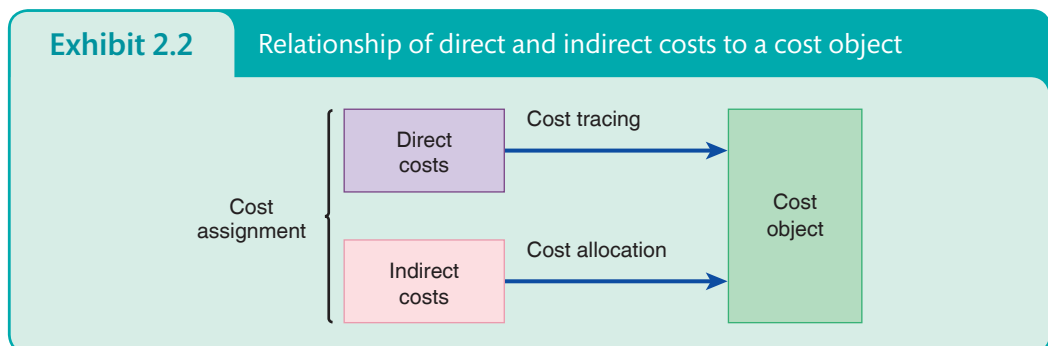 Exhibit 2.2
Relationship of direct and indirect costs to a cost object
Cost
assignment
Direct
costs
Cost tracing
Indirect
costs
Cost allocation
Cost
object